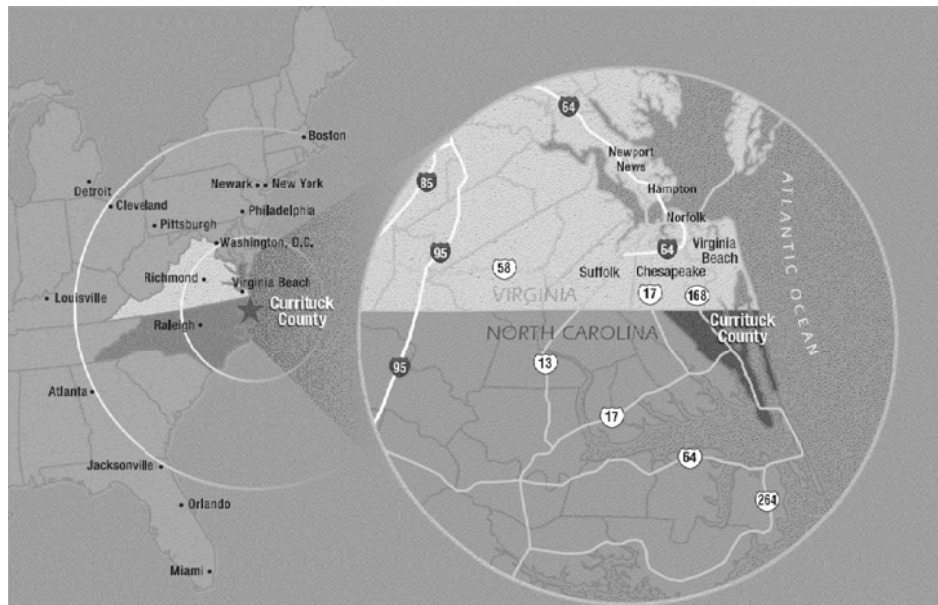 Boston
Detroit
Newark
New York
Cleveland
Philadelphia
Pittsburgh
Washington, D.C.
Richmond
Virginia Beach
Louisville
Currituck
County
Raleigh
Atlanta
Jacksonville
Orlando
Miami
64
Newport
News
85
Hampton
ATLANTIC OCEAN
Norfolk
95
64
Virginia
Beach
58
Suffolk
Chesapeake
VIRGINIA
17
168
Currituck
County
NORTH CAROLINA
13
95
17
64
264